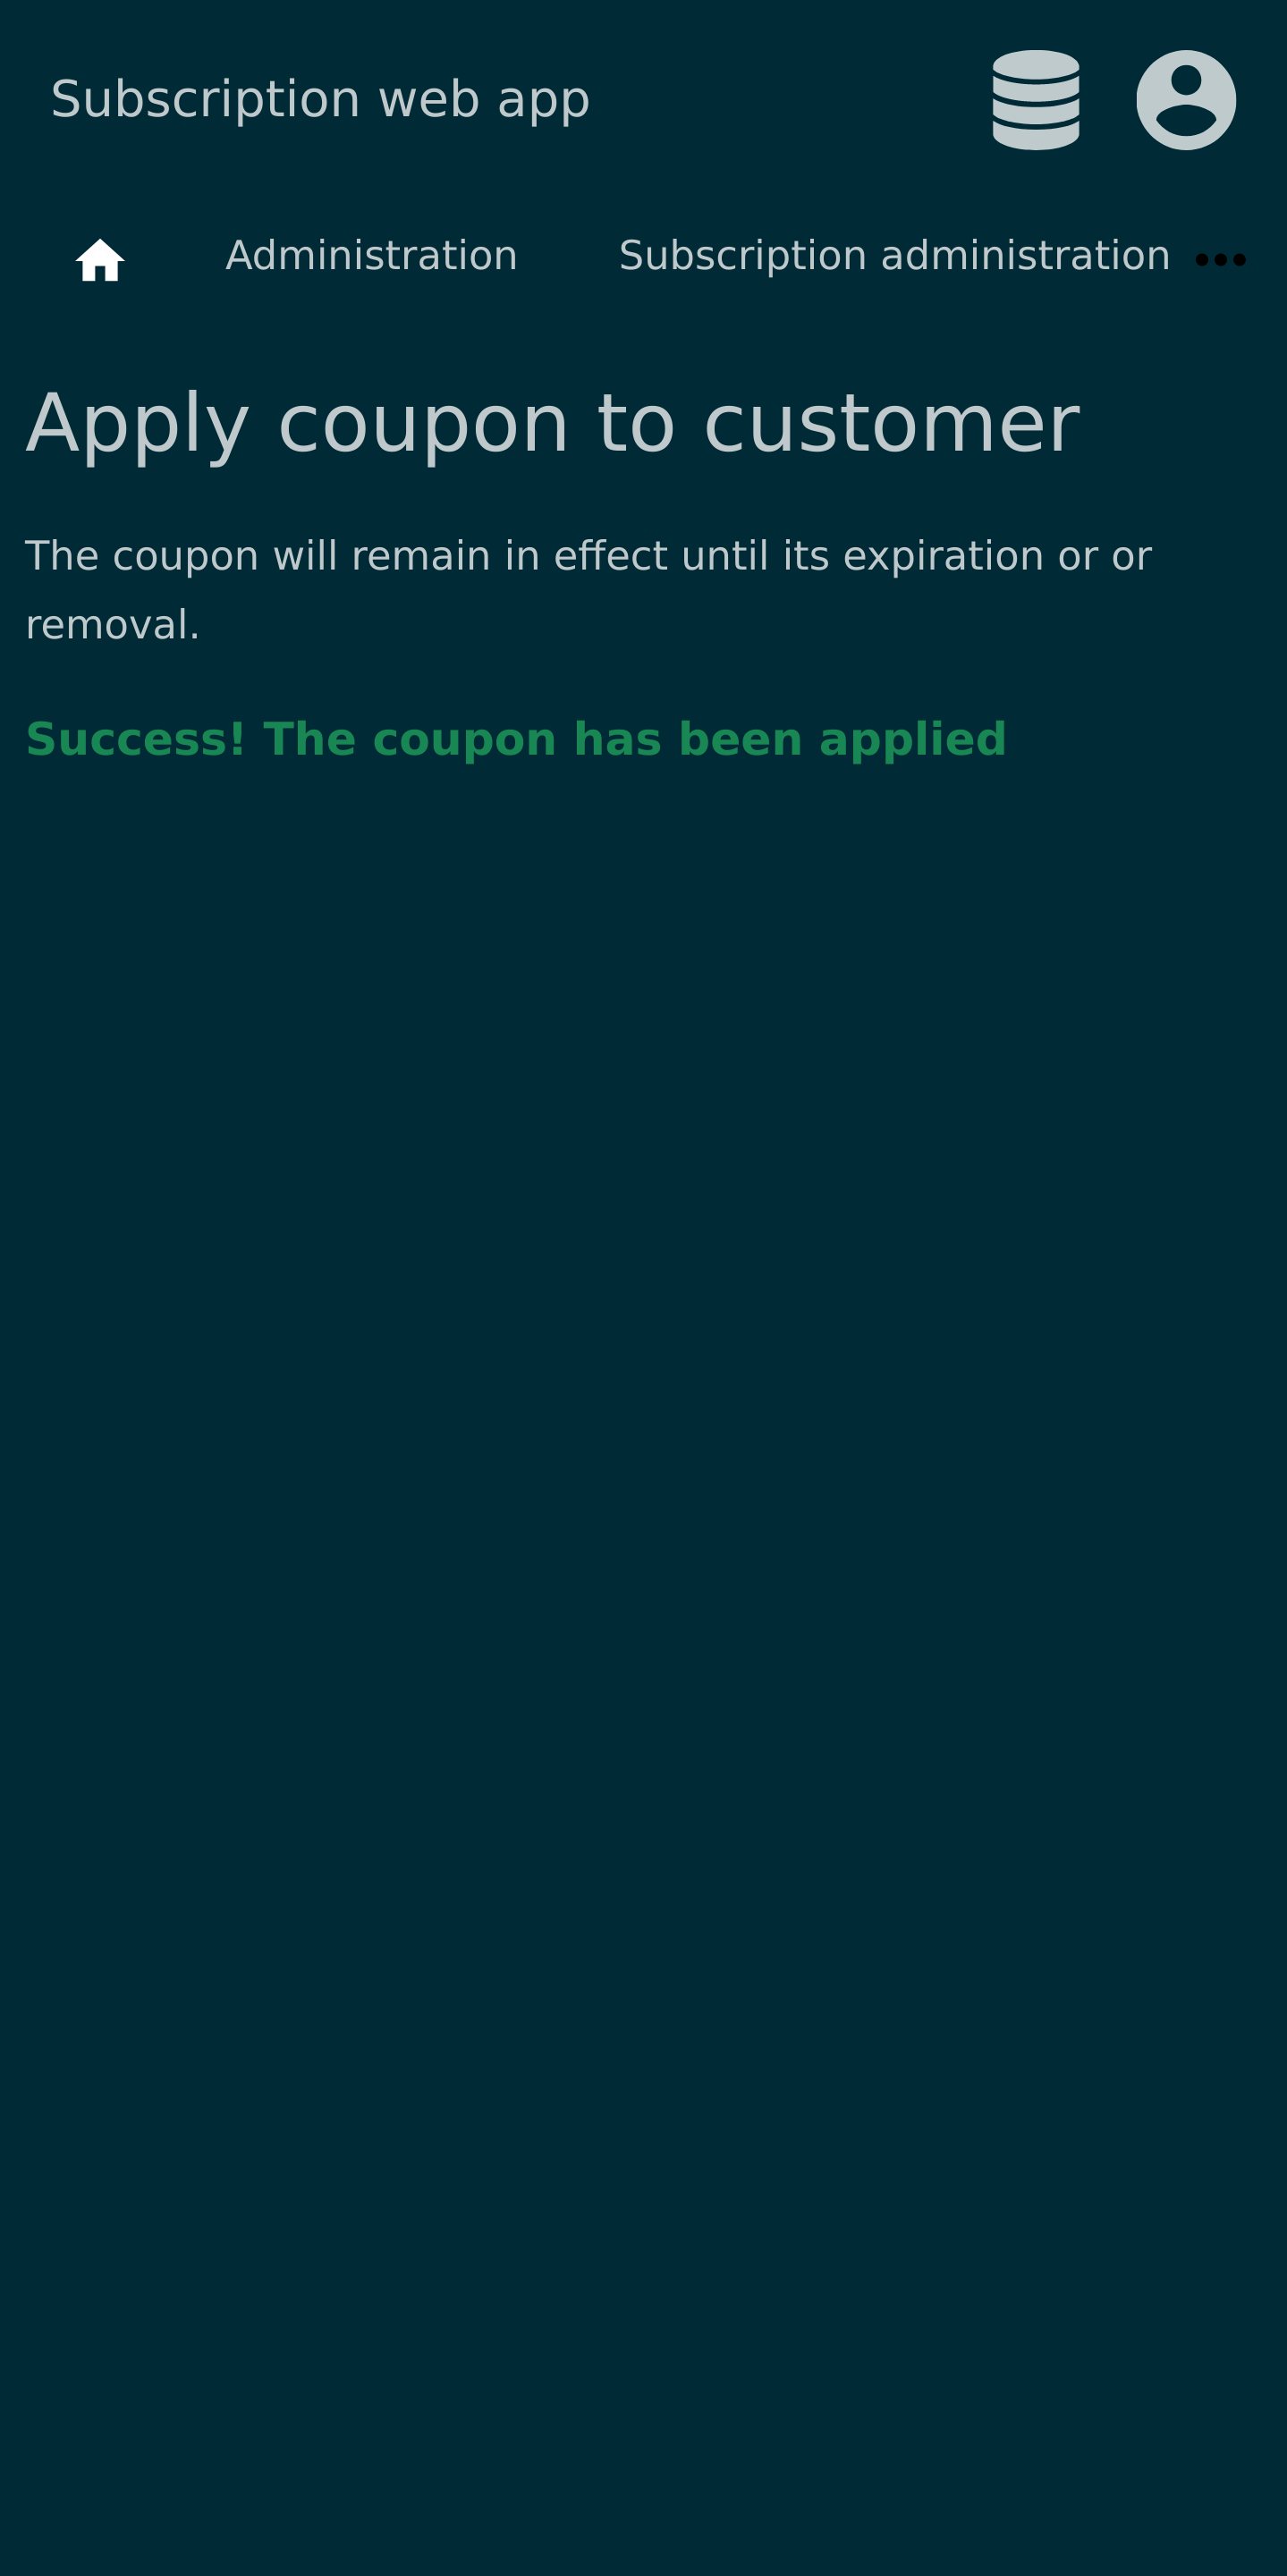 Subscription web app
Administration
Subscription administration
Apply coupon to customer
The coupon will remain in effect until its expiration or or
removal.
Success! The coupon has been applied